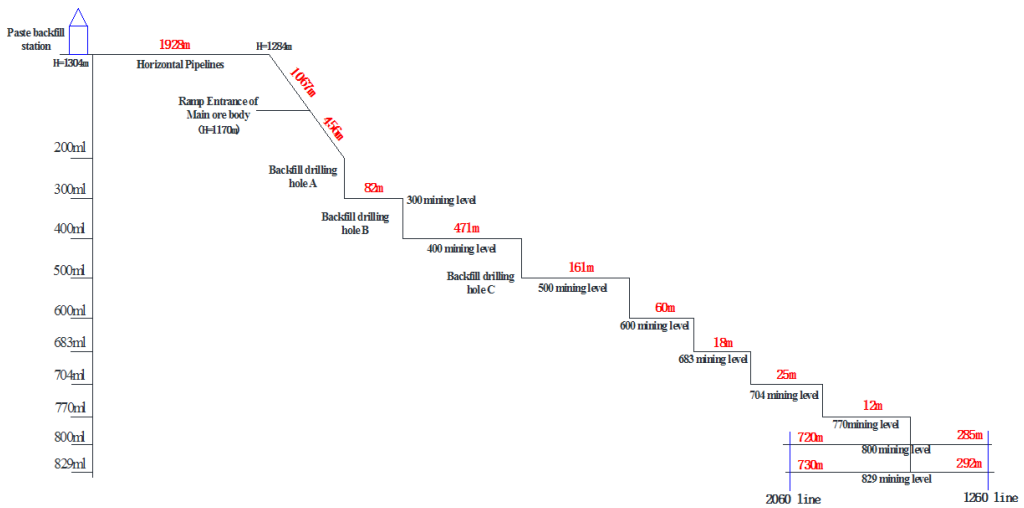 Paste backfill
station
H=1304m
1928m
Horizontal Pipelines
H=1284m
1067m
Ramp Entrance of
Main ore body
(H=1170m)
456m
200ml
Backfill drilling
hole A
300ml
82m
300 mining level
Backfill drilling
hole B
400ml
471m
400 mining level
500ml
Backfill drilling
hole C
161m
500 mining level
600ml
60m
600 mining level
683ml
18m
683 mining level
704ml
25m
704 mining level
770ml
12m
770mining level
800ml
720m
285m
800 mining level
829ml
730m
292m
829 mining level
2060 line
1260 line